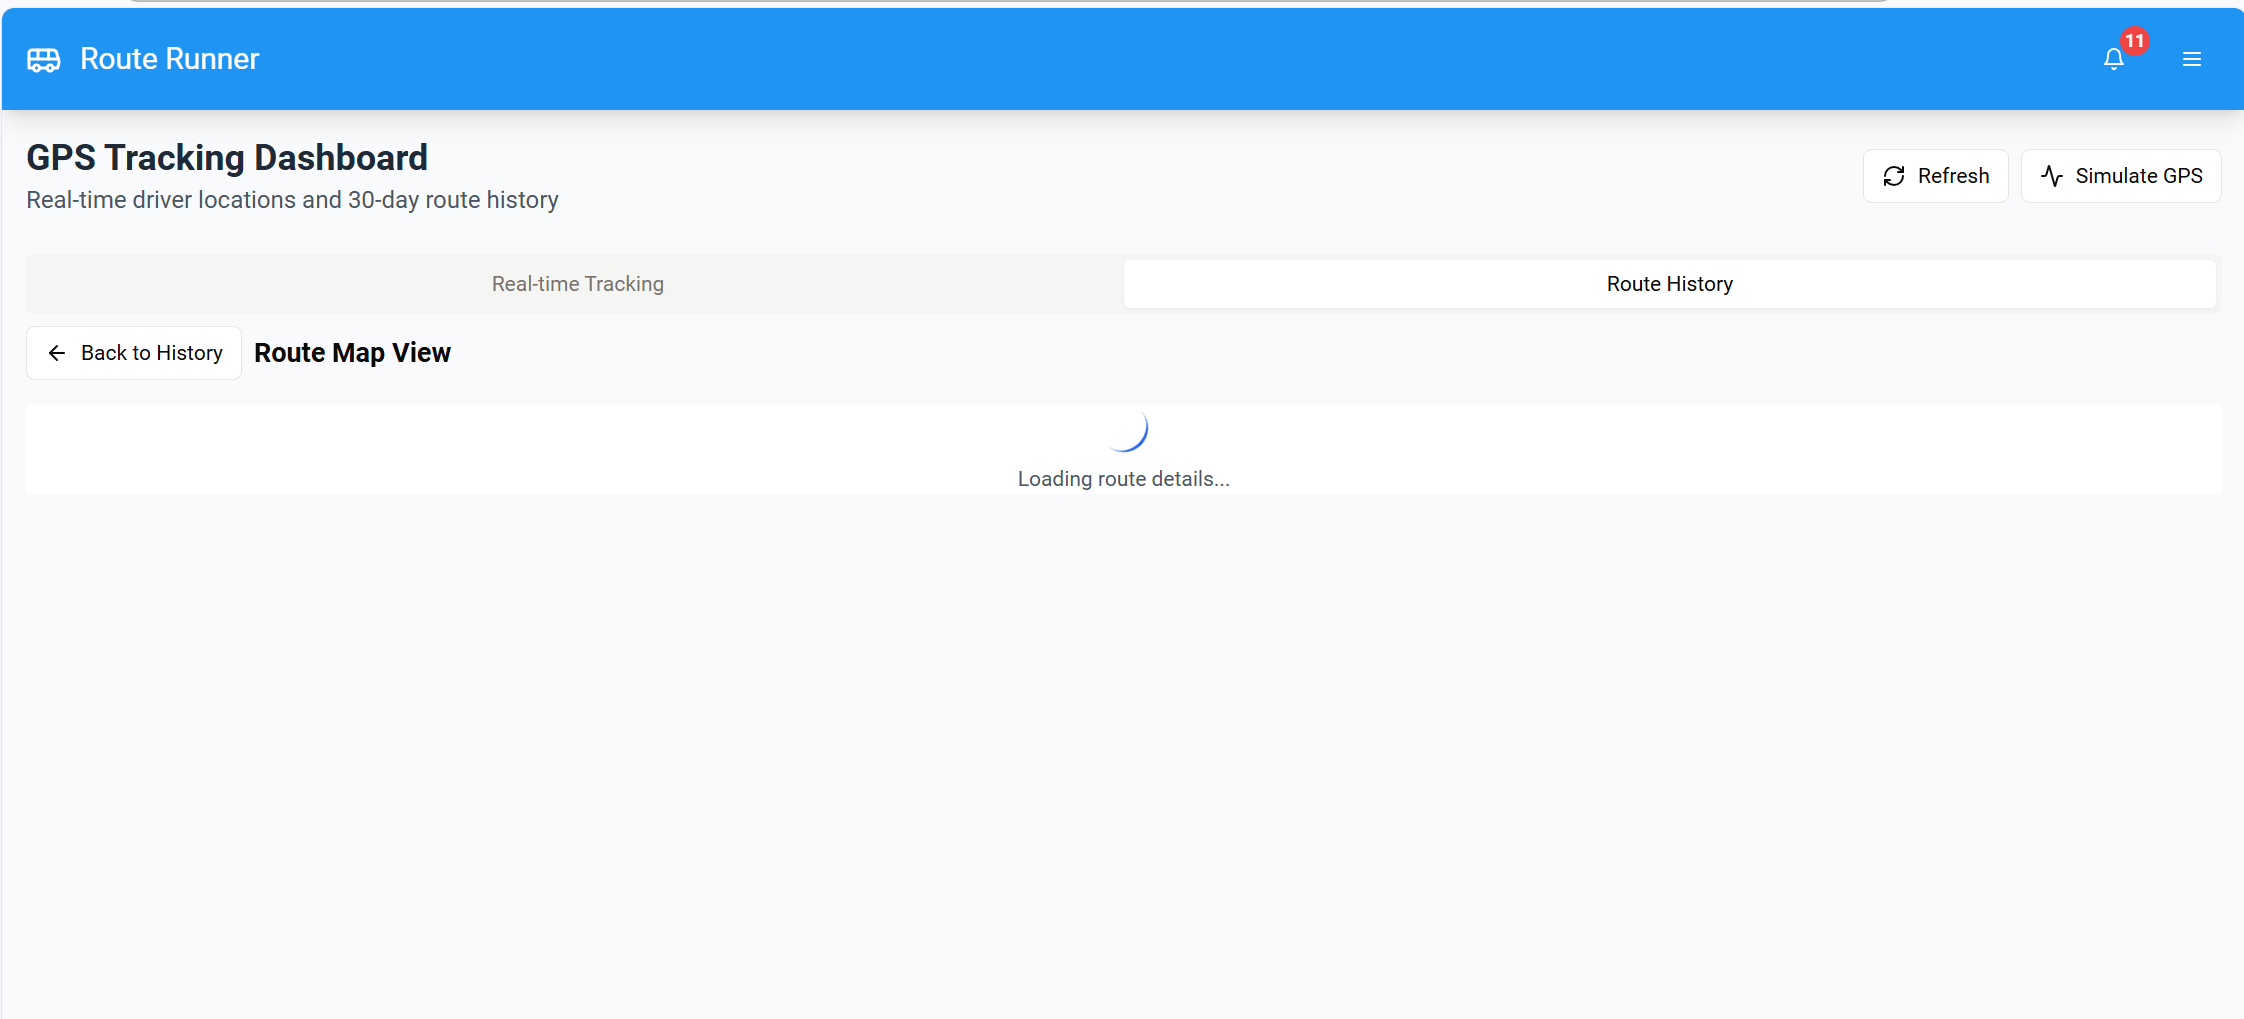 Route Runner
11
GPS Tracking Dashboard
Real-time driver locations and 30-day route history
Refresh
Simulate GPS
Real-time Tracking
Route History
Back to History
Route Map View
Loading route details...